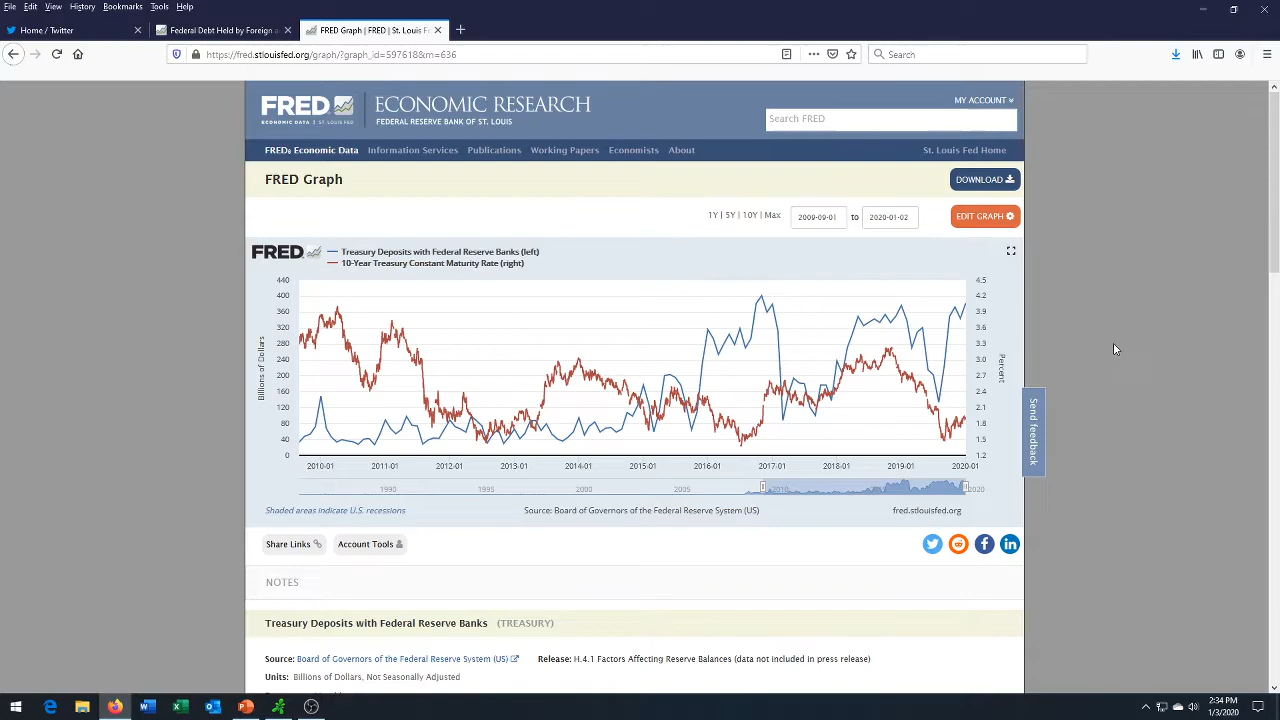 File Edit View History Bookmarks Tools Help
Home / Twitter
Federal Debt Held by Foreign a
FRED Graph | FRED | St. Louis F
https://fred.stlouisfed.org/graph/?graph_id=597618&rn=636
Search
FRED
ECONOMIC DATA | ST. LOUIS FED
ECONOMIC RESEARCH
FEDERAL RESERVE BANK OF ST. LOUIS
MY ACCOUNT
Search FRED
FRED® Economic Data Information Services Publications Working Papers Economists About St. Louis Fed Home
FRED Graph
DOWNLOAD
1Y | 5Y | 10Y | Max 2009-09-01 to 2020-01-02
EDIT GRAPH
FRED
Treasury Deposits with Federal Reserve Banks (left)
10-Year Treasury Constant Maturity Rate (right)
440 4.5
400 4.2
360 3.9
320 3.6
280 3.3
240 3.0
200 2.7
160 2.4
120 2.1
80 1.8
40 1.5
0 1.2
Billions of Dollars
Percent
Send feedback
2010-01 2011-01 2012-01 2013-01 2014-01 2015-01 2016-01 2017-01 2018-01 2019-01 2020-01
1990 1995 2000 2005 2010 2020
Shaded areas indicate U.S. recessions Source: Board of Governors of the Federal Reserve System (US) fred.stlouisfed.org
Share Links Account Tools
NOTES
Treasury Deposits with Federal Reserve Banks (TREASURY)
Source: Board of Governors of the Federal Reserve System (US) Release: H.4.1 Factors Affecting Reserve Balances (data not included in press release)
Units: Billions of Dollars, Not Seasonally Adjusted
2:34 PM
1/3/2020